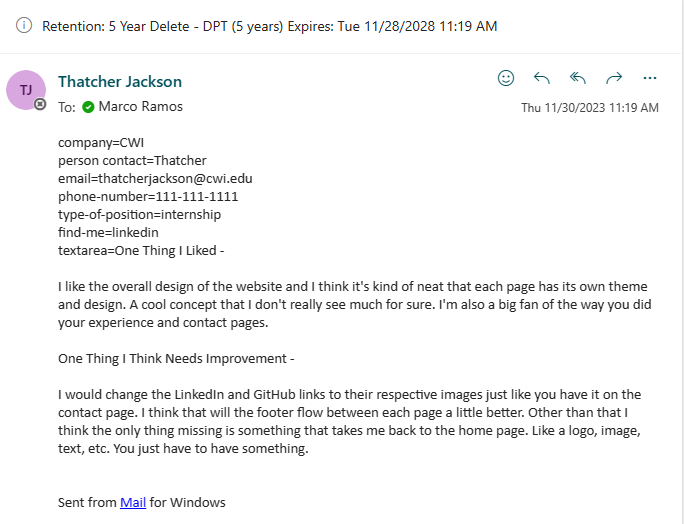 Retention: 5 Year Delete - DPT (5 years) Expires: Tue 11/28/2028 11:19 AM
TJ
Thatcher Jackson
To: Marco Ramos
Thu 11/30/2023 11:19 AM
company=CWI
person contact=Thatcher
email=thatcherjackson@cwi.edu
phone-number=111-111-1111
type-of-position=internship
find-me=linkedin
textarea=One Thing I Liked -
I like the overall design of the website and I think it's kind of neat that each page has its own theme
and design. A cool concept that I don't really see much for sure. I'm also a big fan of the way you did
your experience and contact pages.
One Thing I Think Needs Improvement -
I would change the LinkedIn and GitHub links to their respective images just like you have it on the
contact page. I think that will the footer flow between each page a little better. Other than that I
think the only thing missing is something that takes me back to the home page. Like a logo, image,
text, etc. You just have to have something.
Sent from Mail for Windows